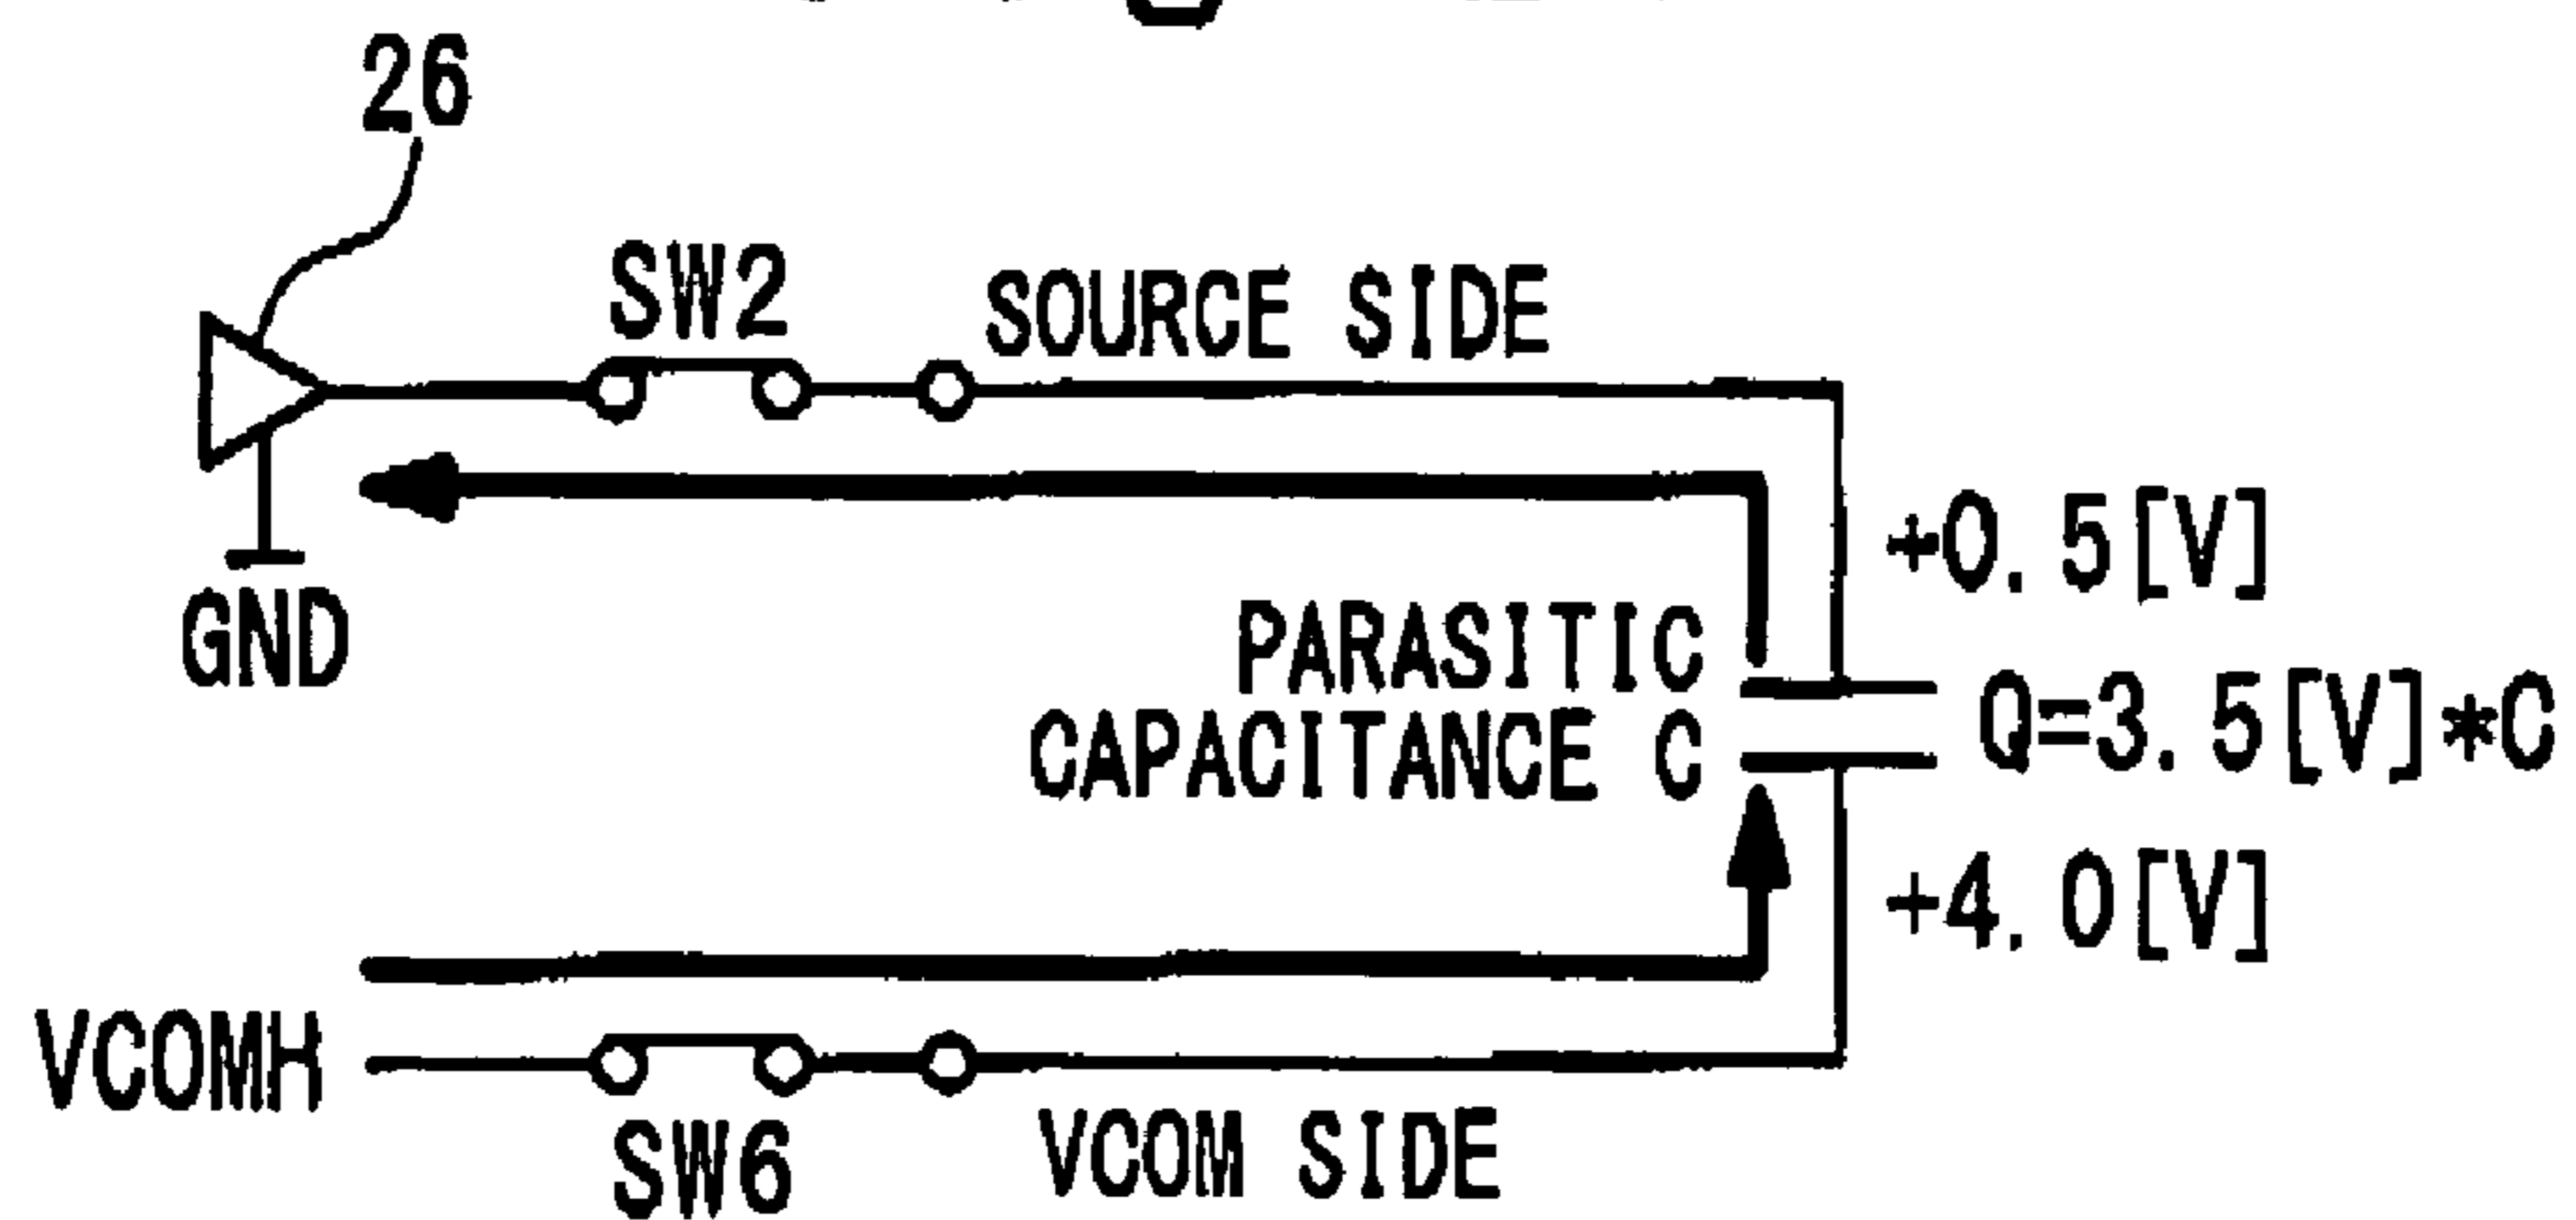 26
SW2
SOURCE SIDE
+0.5[V]
GND
PARASITIC
CAPACITANCE C
Q=3.5[V]*C
+4.0[V]
VCOMH
SW6
VCOM SIDE